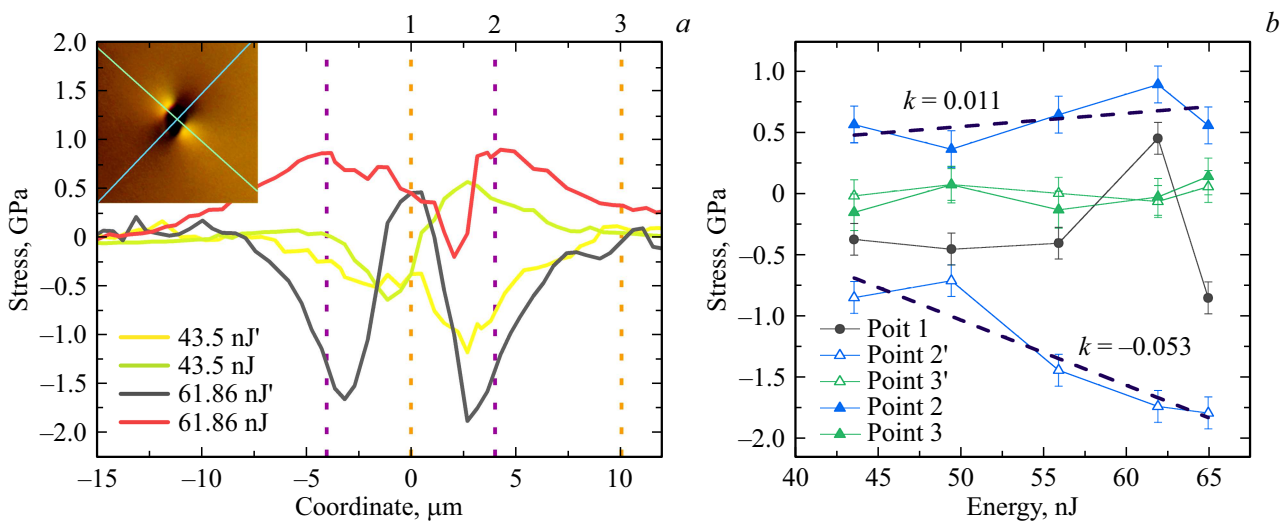 1 2 3 a
2.0
1.5
1.0
0.5
0
–0.5
–1.0
–1.5
–2.0
Stress, GPa
43.5 nJ'
43.5 nJ
61.86 nJ'
61.86 nJ
–15 –10 –5 0 5 10
Coordinate, μm
b
1.0
0.5
0
–0.5
–1.0
–1.5
–2.0
Stress, GPa
k = 0.011
k = –0.053
Poit 1
Point 2'
Point 3'
Point 2
Point 3
40 45 50 55 60 65
Energy, nJ